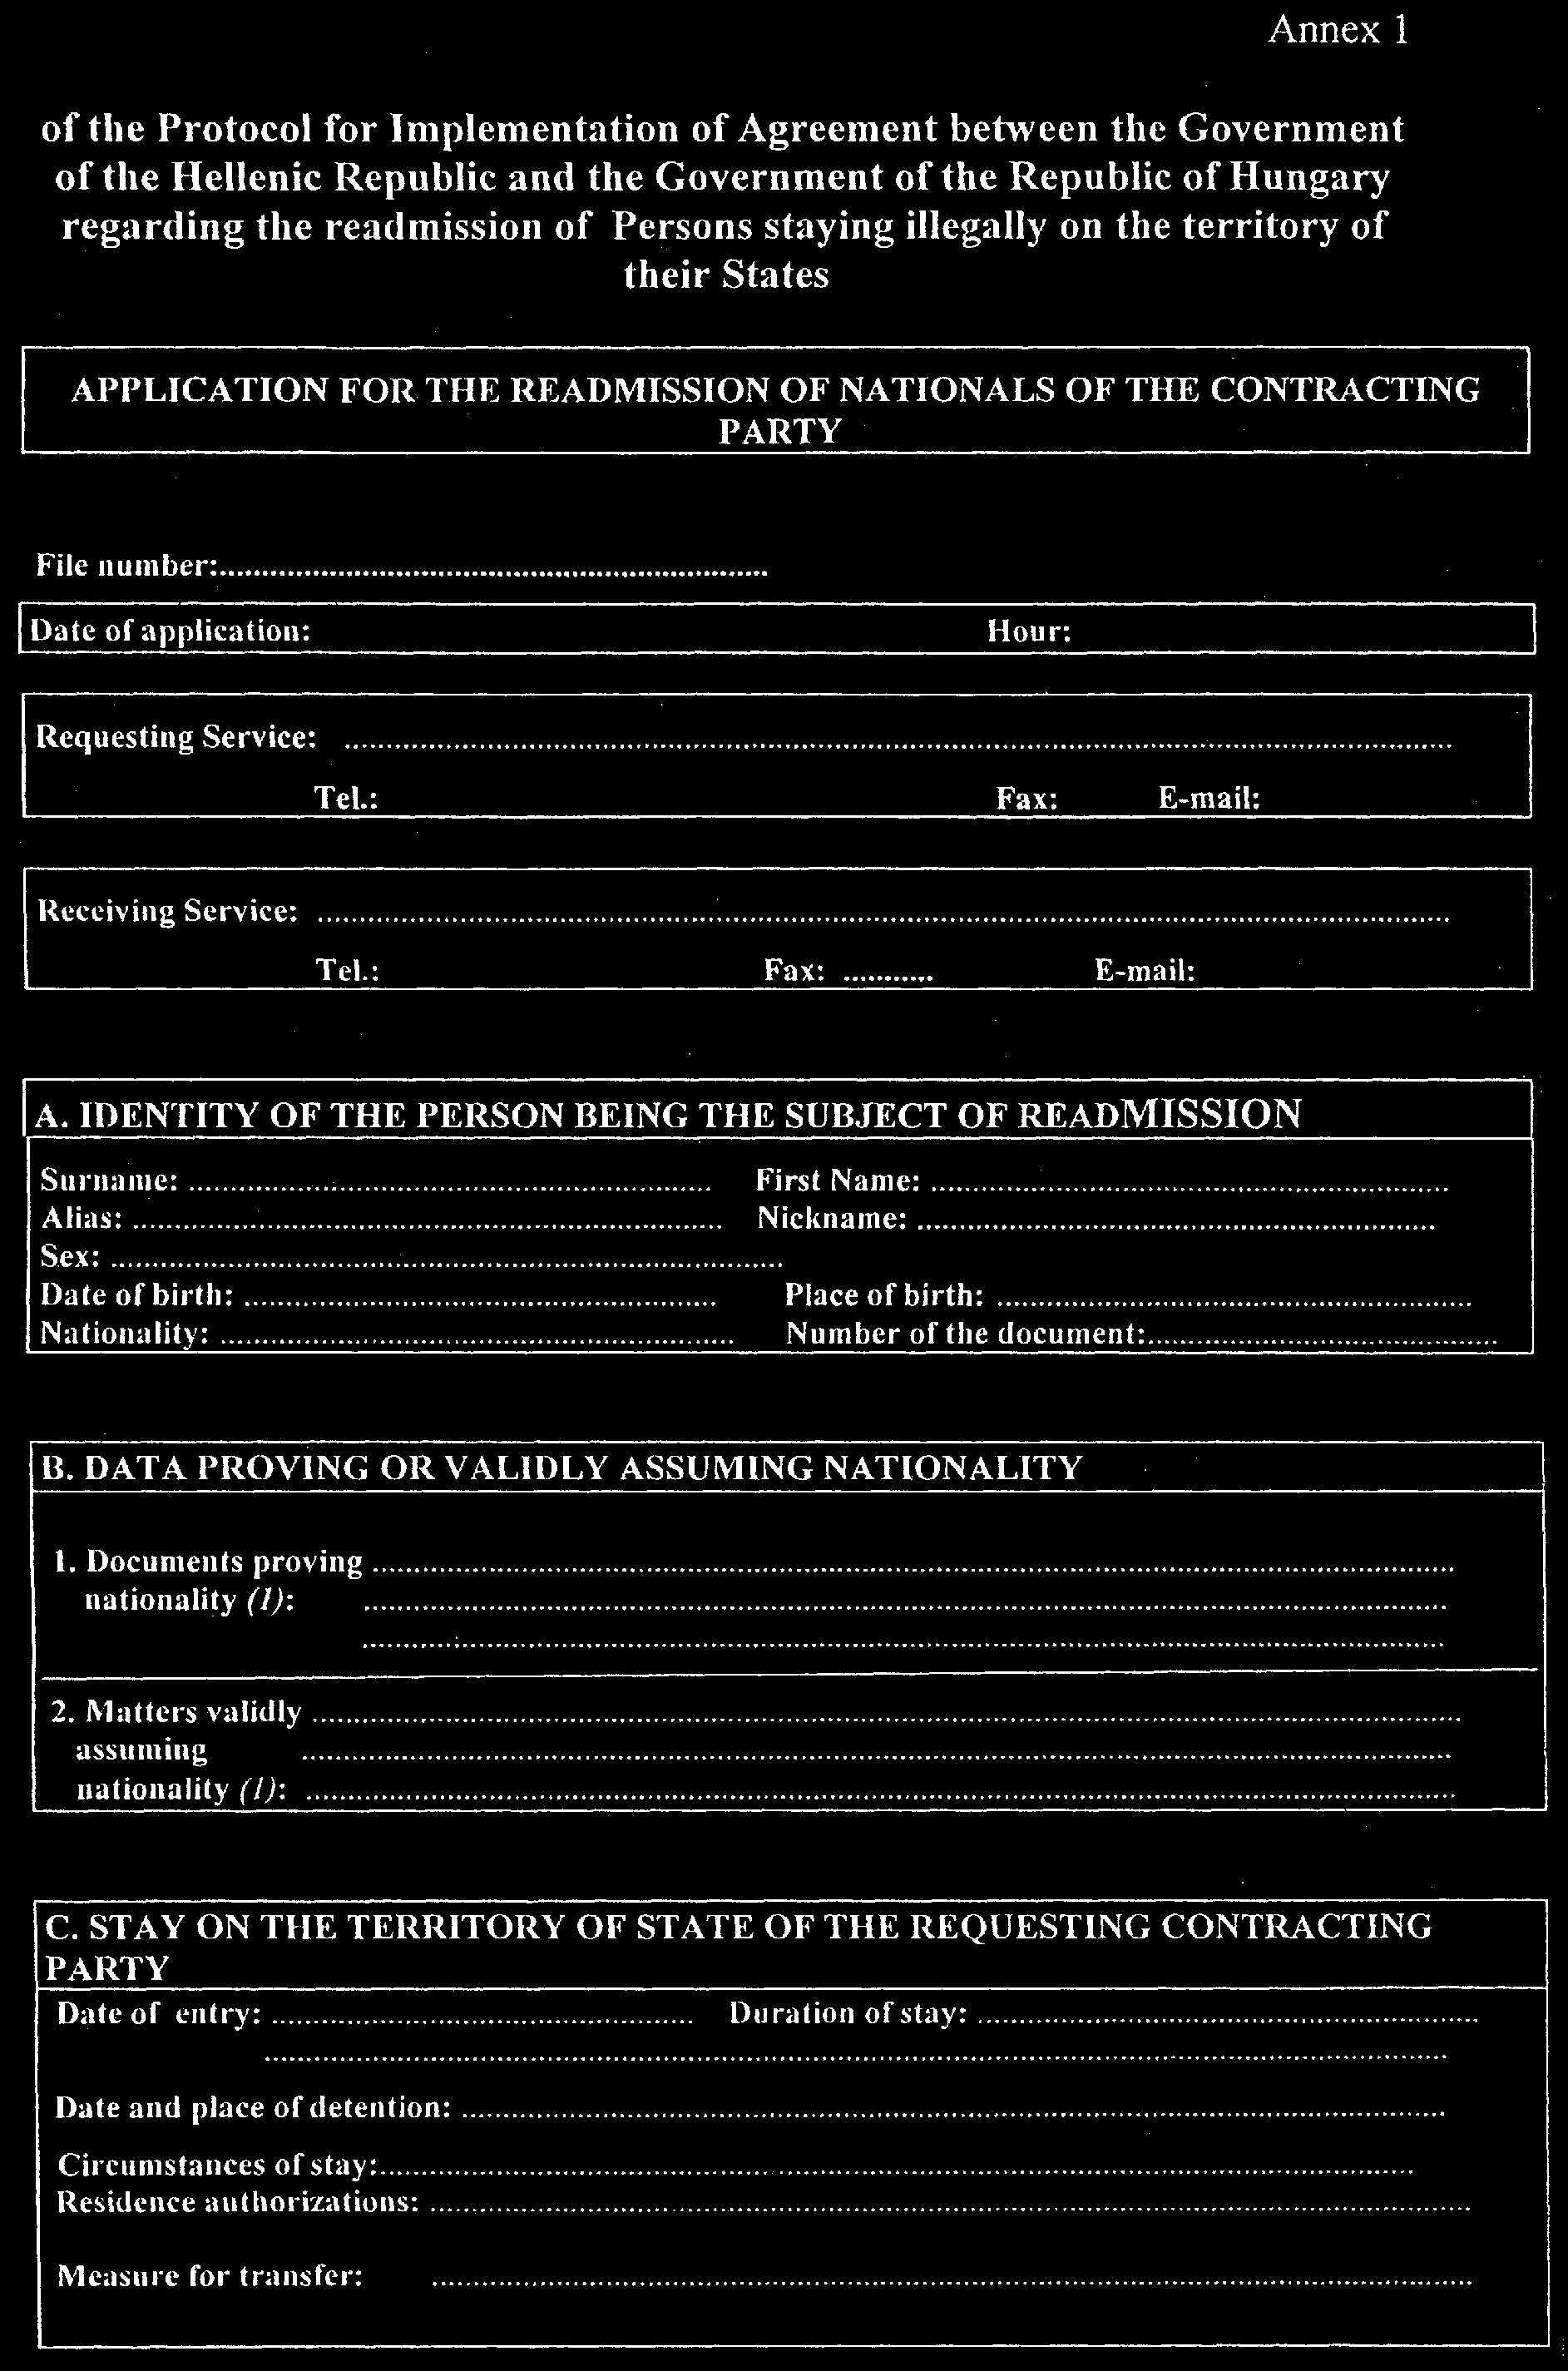 Annex 1
of the Protocol for Implementation of Agreement between the Government
of the Hellenic Republic and the Government of the Republic of Hungary
regarding the readmission of Persons staying illegally on the territory of
their States
APPLICATION FOR THE READMISSION OF NATIONALS OF THE CONTRACTING
PARTY
File number:..................................................................
Date of application: Hour:
Requesting Service: ..................................................................
Tel.: Fax: E-mail:
Receiving Service: ..................................................................
Tel.: Fax: ........... E-mail:
A. IDENTITY OF THE PERSON BEING THE SUBJECT OF READMISSION
Surname: .............................. First Name: ..............................
Alias: .............................. Nickname: ..............................
Sex: ..............................
Date of birth: .............................. Place of birth: ..............................
Nationality: .............................. Number of the document:..............................
B. DATA PROVING OR VALIDLY ASSUMING NATIONALITY
1. Documents proving ..............................
nationality (1): ..............................
..............................
2. Matters validly ..............................
assuming ..............................
nationality (1): ..............................
C. STAY ON THE TERRITORY OF STATE OF THE REQUESTING CONTRACTING
PARTY
Date of entry: .............................. Duration of stay: ..............................
..............................
Date and place of detention: ..............................
Circumstances of stay:..............................
Residence authorizations: ..............................
Measure for transfer: ..............................